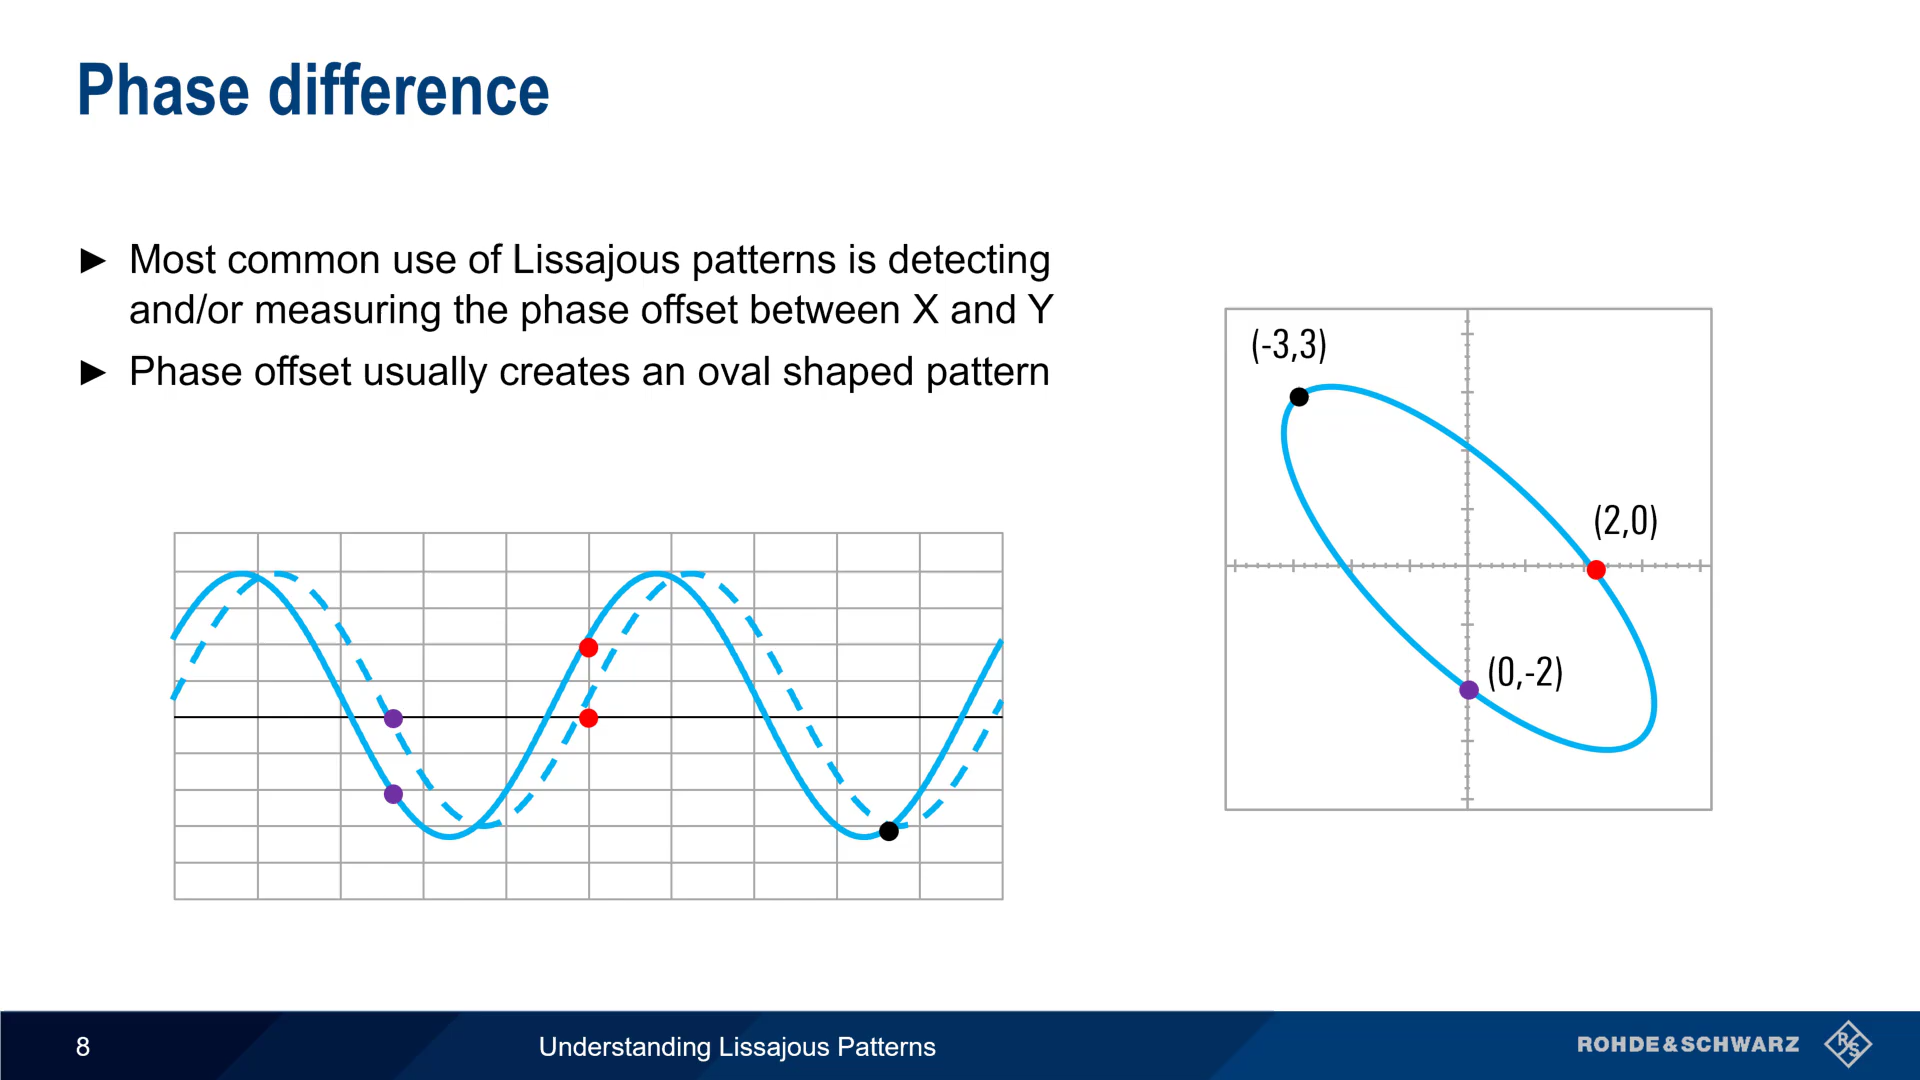 Phase difference
► Most common use of Lissajous patterns is detecting
and/or measuring the phase offset between X and Y
► Phase offset usually creates an oval shaped pattern
(-3,3)
(2,0)
(0,-2)
8
Understanding Lissajous Patterns
ROHDE&SCHWARZ
R&S